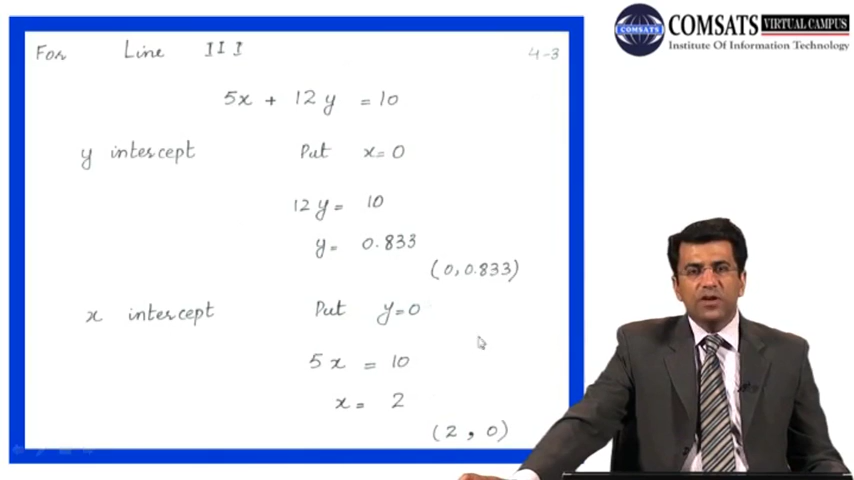 For Line III 4-3
5x + 12y = 10
y intercept Put x=0
12y = 10
y = 0.833
(0, 0.833)
x intercept Put y=0
5x = 10
x = 2
(2, 0)
COMSATS VIRTUAL CAMPUS
Institute Of Information Technology
COMSATS